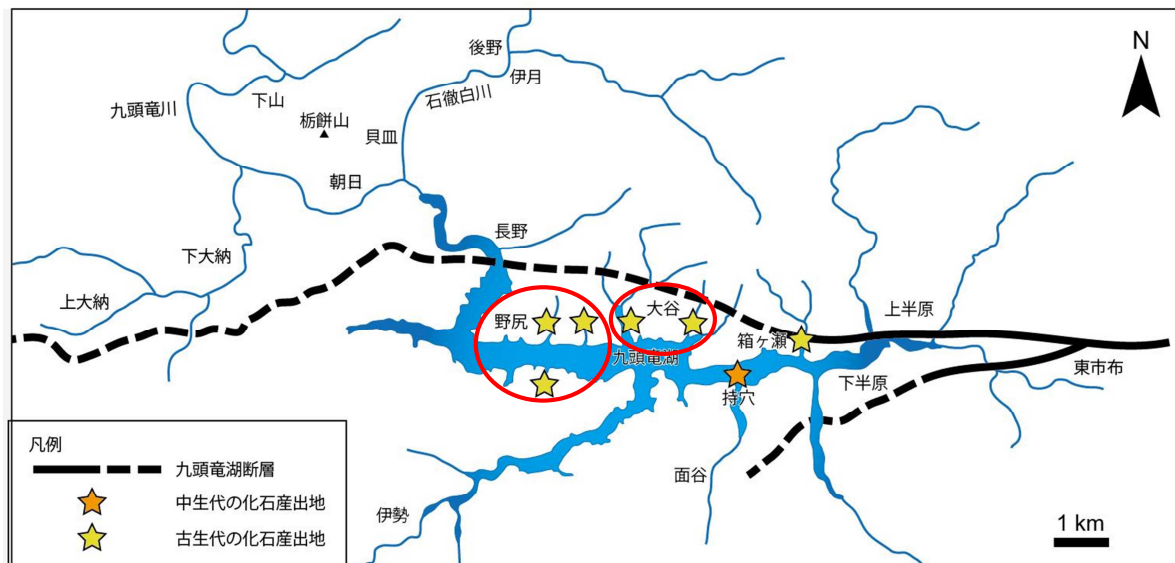 後野
N
伊月
石徹白川
下山
九頭竜川
栃餅山
貝皿
朝日
長野
下大納
上大納
大谷
上半原
野尻
箱ヶ瀬
九頭竜湖
東市布
下半原
持穴
面谷
伊勢
凡例
九頭竜湖断層
中生代の化石産出地
古生代の化石産出地
1 km